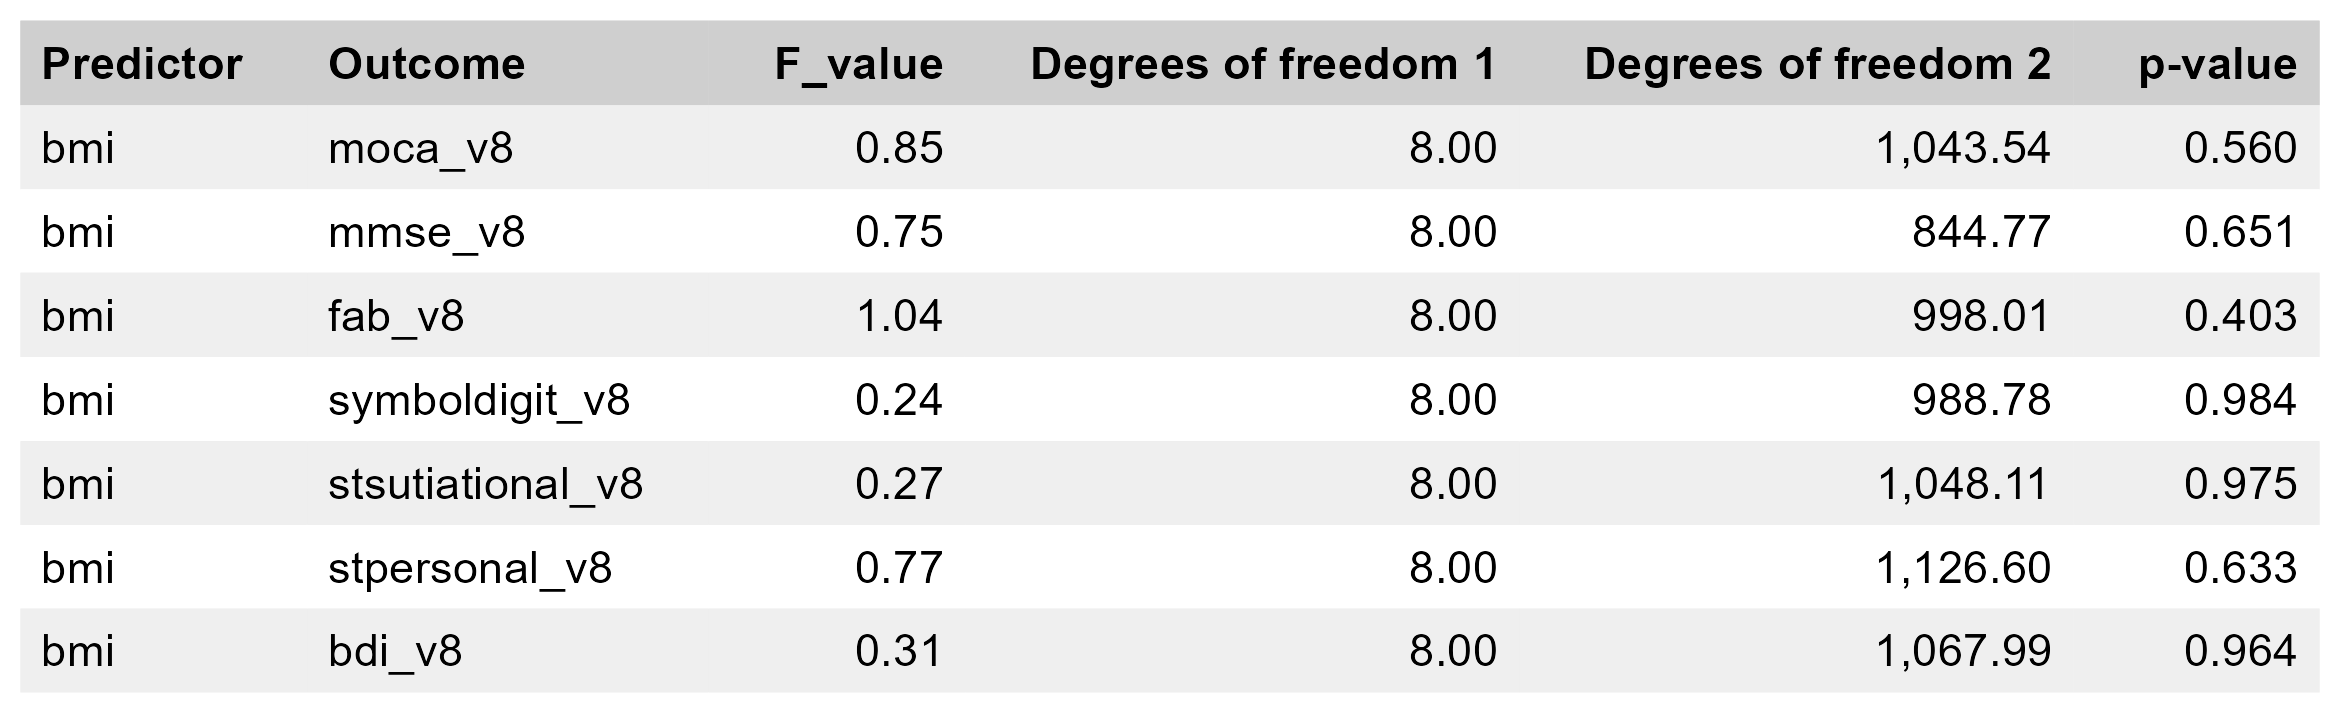 Predictor Outcome F_value Degrees of freedom 1 Degrees of freedom 2 p-value
bmi moca_v8 0.85 8.00 1,043.54 0.560
bmi mmse_v8 0.75 8.00 844.77 0.651
bmi fab_v8 1.04 8.00 998.01 0.403
bmi symboldigit_v8 0.24 8.00 988.78 0.984
bmi stsutiational_v8 0.27 8.00 1,048.11 0.975
bmi stpersonal_v8 0.77 8.00 1,126.60 0.633
bmi bdi_v8 0.31 8.00 1,067.99 0.964